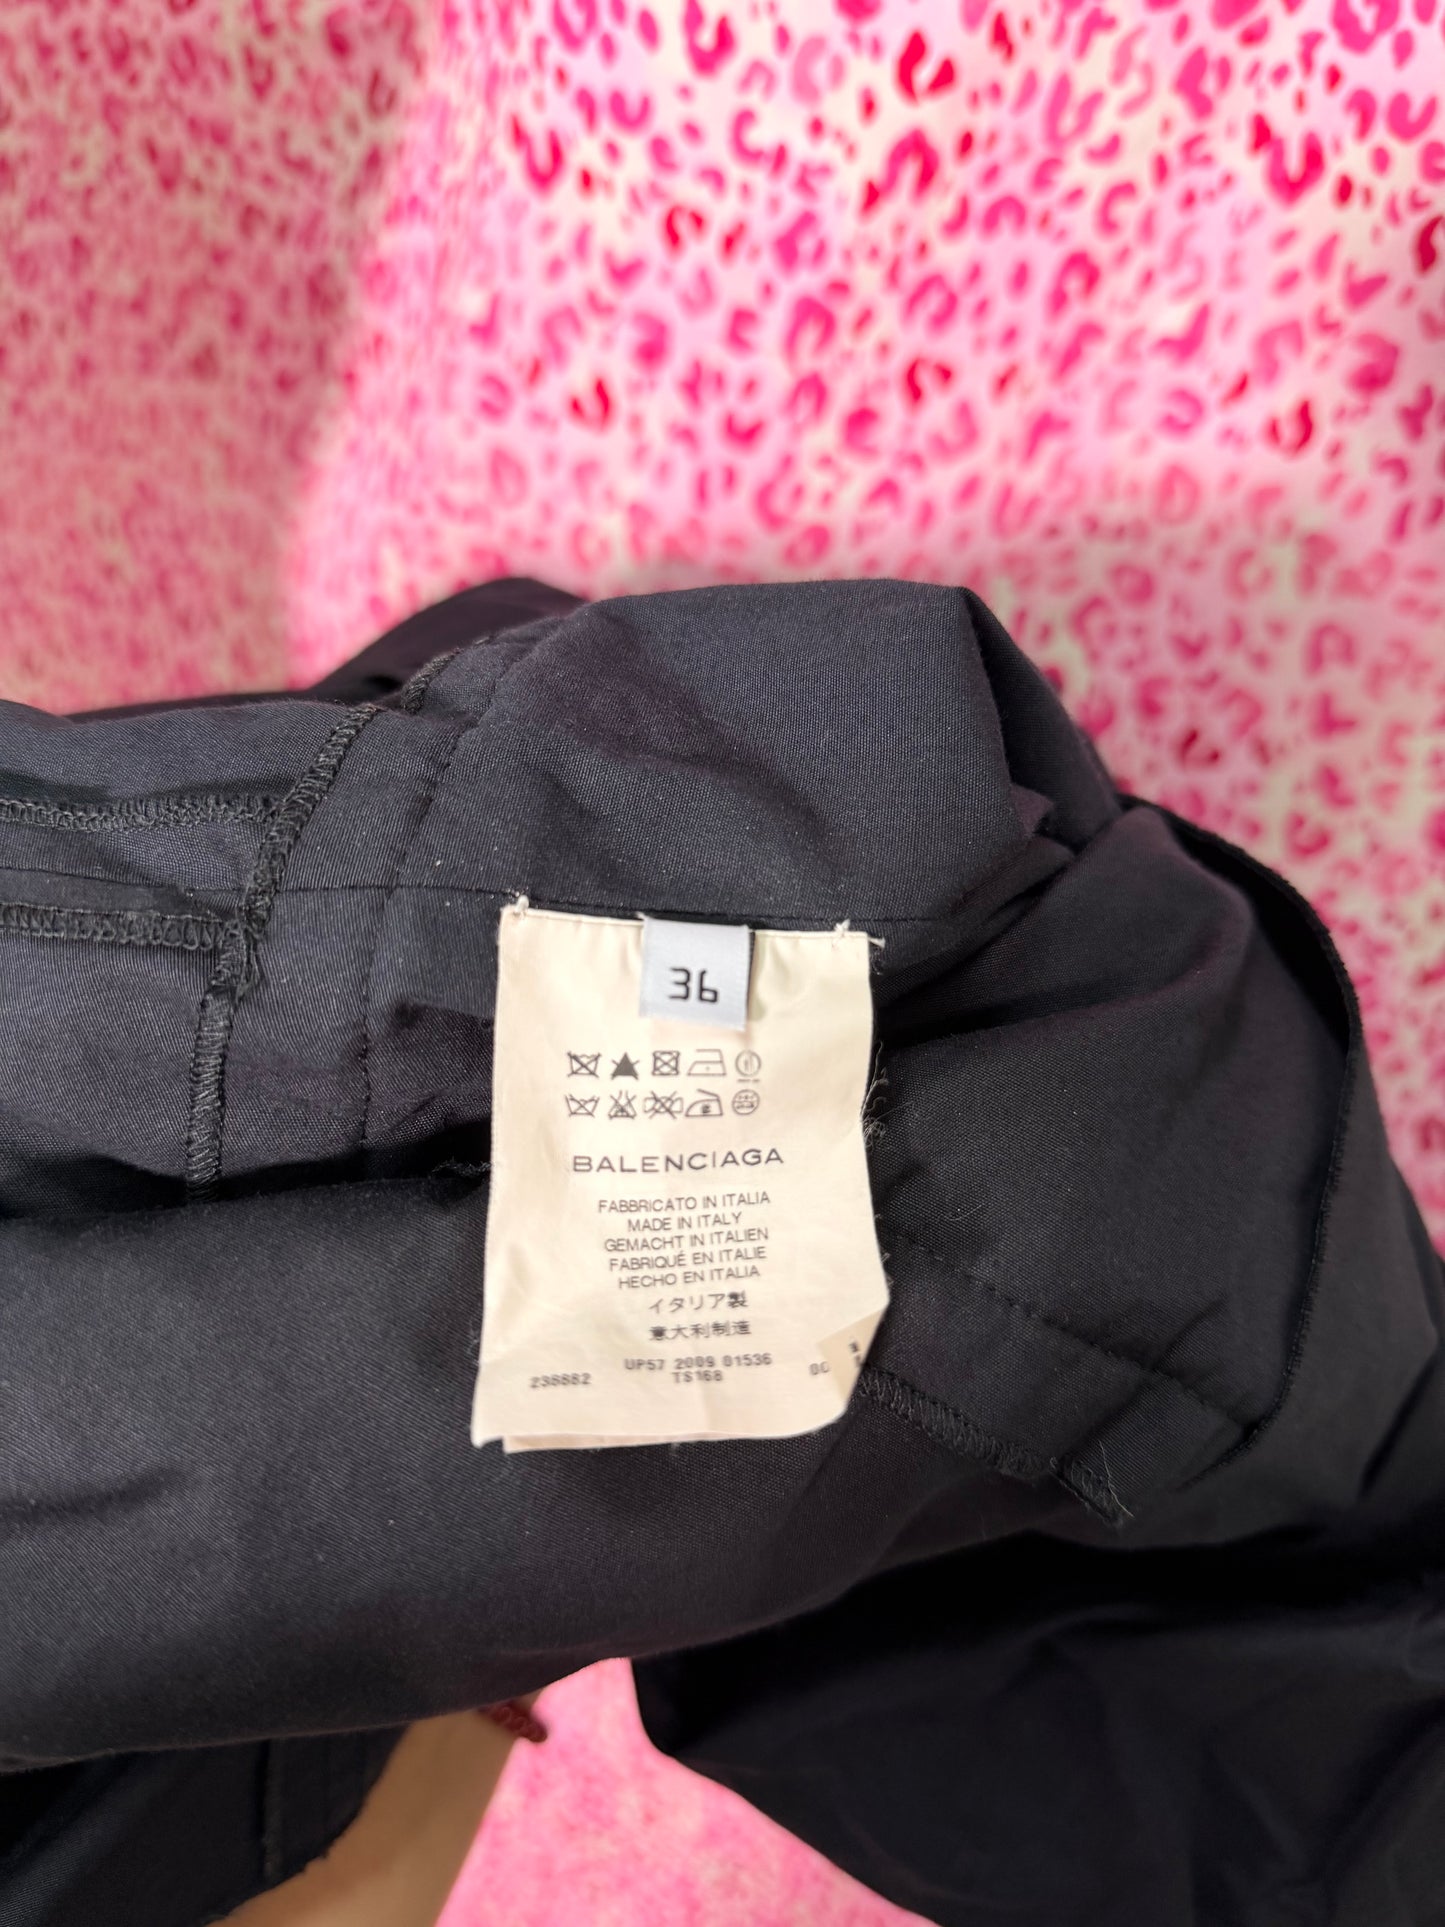 36
BALENCIAGA
FABBRICATO IN ITALIA
MADE IN ITALY
GEMACHT IN ITALIEN
FABRIQUÉ EN ITALIE
HECHO EN ITALIA
イタリア製
意大利制造
UP57 2009 01536
TS168
00